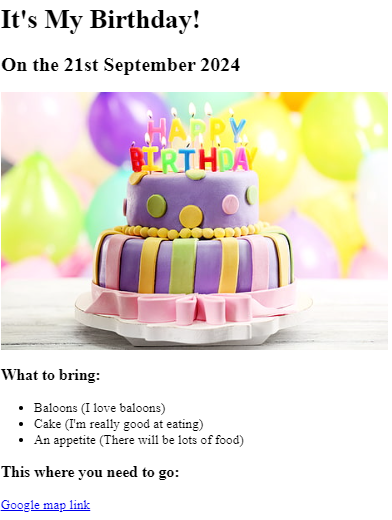 It's My Birthday!
On the 21st September 2024
HAPPY
BIRTHDAY
What to bring:
Baloons (I love baloons)
Cake (I'm really good at eating)
An appetite (There will be lots of food)
This where you need to go:
Google map link